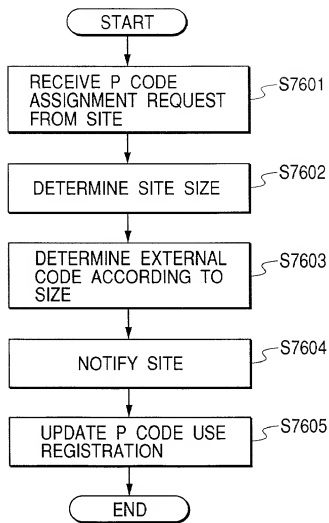 START
RECEIVE P CODE
ASSIGNMENT REQUEST
FROM SITE
S7601
DETERMINE SITE SIZE
S7602
DETERMINE EXTERNAL
CODE ACCORDING TO
SIZE
S7603
NOTIFY SITE
S7604
UPDATE P CODE USE
REGISTRATION
S7605
END